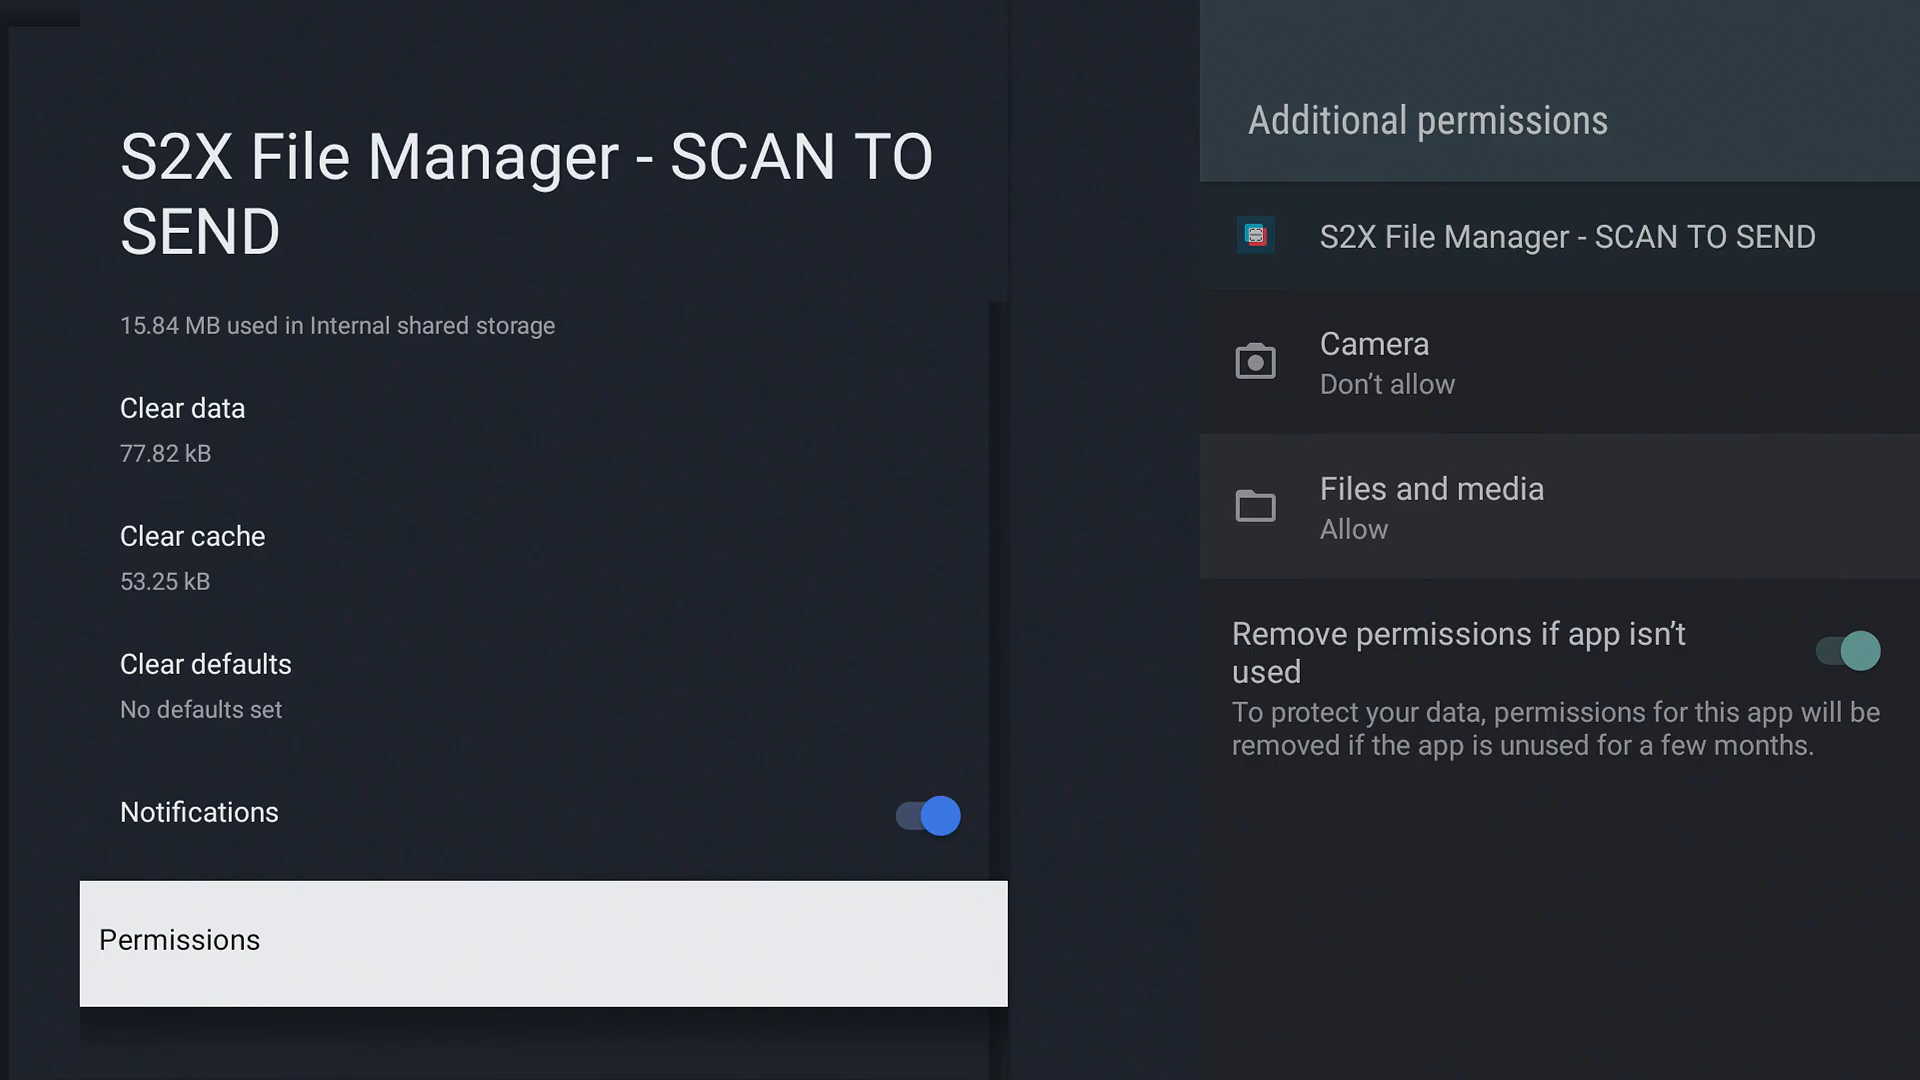 S2X File Manager - SCAN TO
SEND
15.84 MB used in Internal shared storage
Clear data
77.82 kB
Clear cache
53.25 kB
Clear defaults
No defaults set
Notifications
Permissions
Additional permissions
S2X File Manager - SCAN TO SEND
Camera
Don’t allow
Files and media
Allow
Remove permissions if app isn’t
used
To protect your data, permissions for this app will be
removed if the app is unused for a few months.